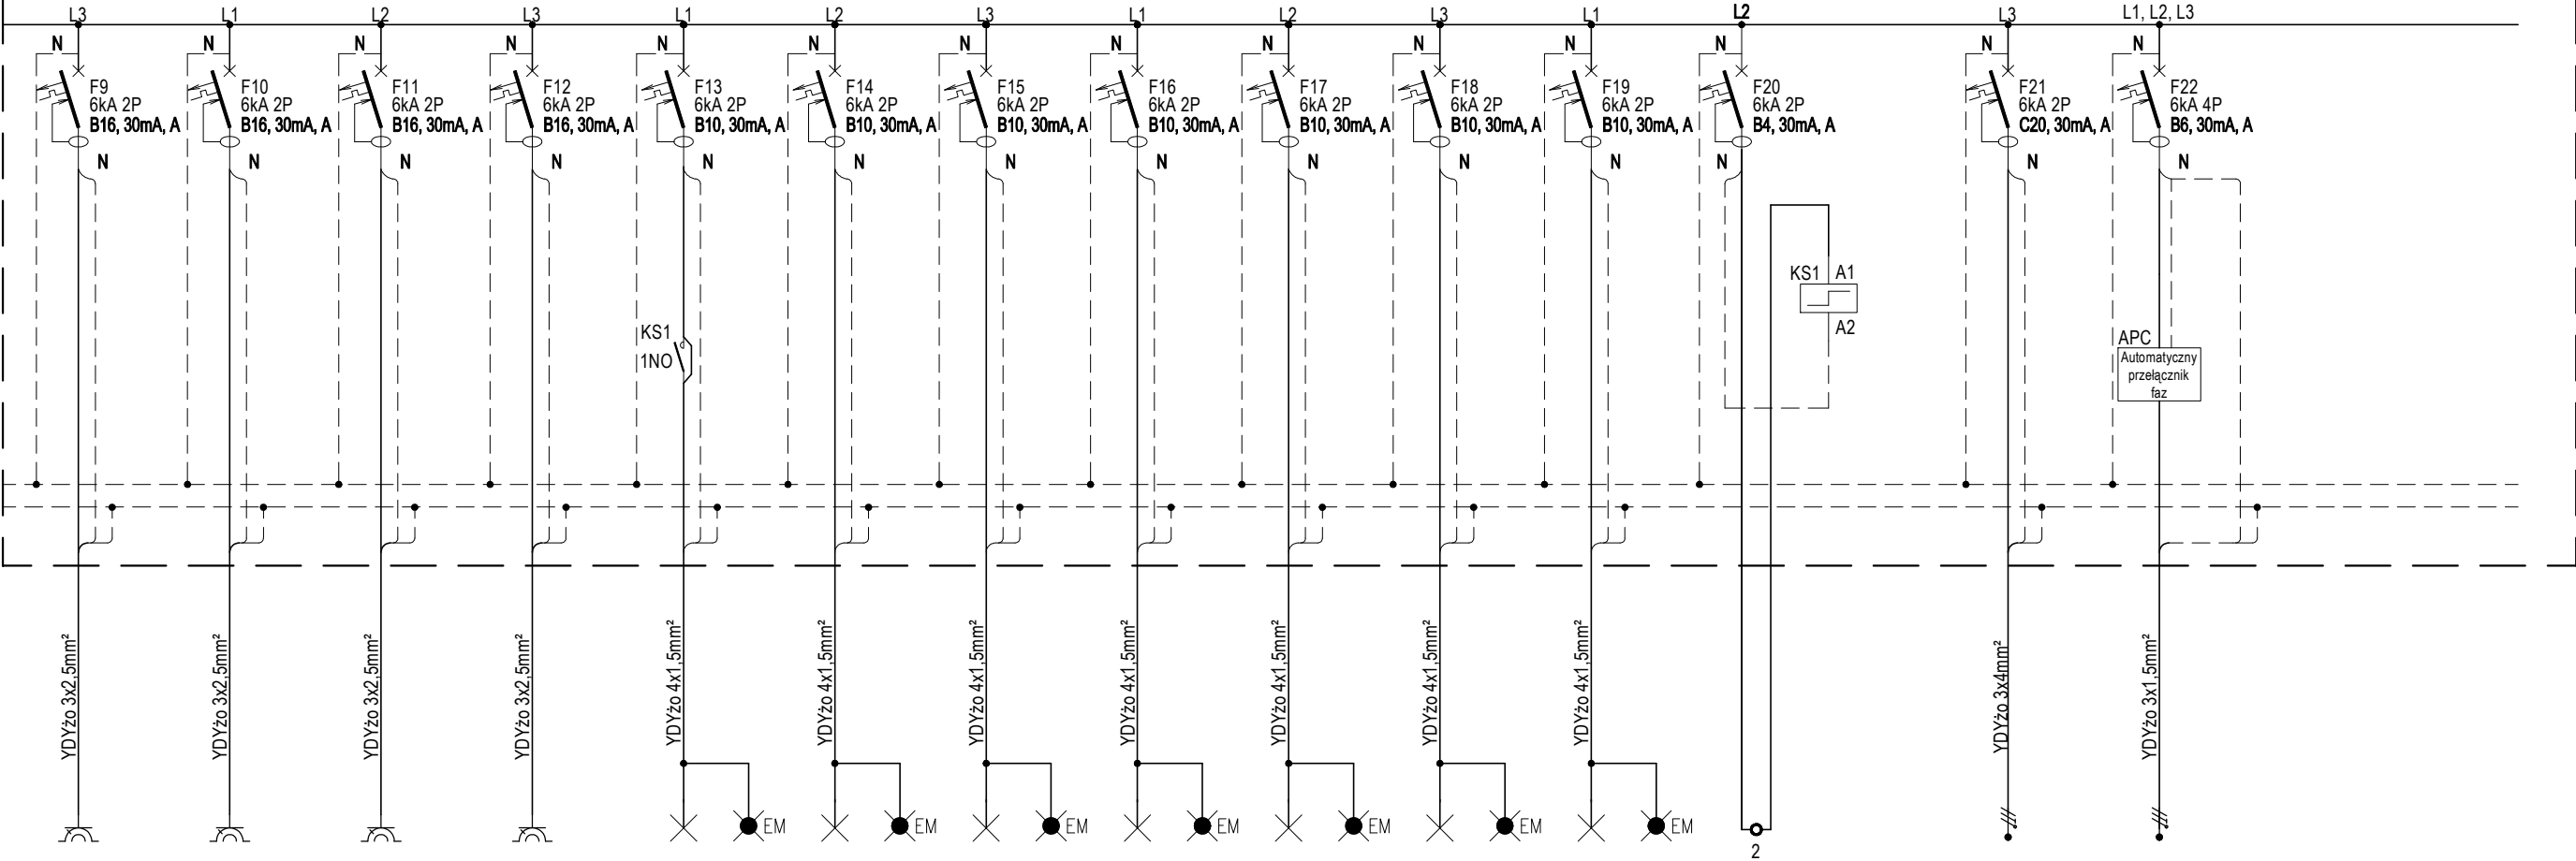 L3 L1 L2 L3 L1 L2 L3 L1 L2 L3 L1 L2 L3 L1, L2, L3
N N N N N N N N N N N N N N
F9 F10 F11 F12 F13 F14 F15 F16 F17 F18 F19 F20 F21 F22
6kA 2P 6kA 2P 6kA 2P 6kA 2P 6kA 2P 6kA 2P 6kA 2P 6kA 2P 6kA 2P 6kA 2P 6kA 2P 6kA 2P 6kA 2P 6kA 4P
B16, 30mA, A B16, 30mA, A B16, 30mA, A B16, 30mA, A B10, 30mA, A B10, 30mA, A B10, 30mA, A B10, 30mA, A B10, 30mA, A B10, 30mA, A B10, 30mA, A B4, 30mA, A C20, 30mA, A B6, 30mA, A
N N N N N N N N N N N N N N
KS1 A1
A2
KS1
1NO
APC
Automatyczny
przełącznik
faz
YDYżo 3x2,5mm²
YDYżo 3x2,5mm²
YDYżo 3x2,5mm²
YDYżo 3x2,5mm²
YDYżo 4x1,5mm²
YDYżo 4x1,5mm²
YDYżo 4x1,5mm²
YDYżo 4x1,5mm²
YDYżo 4x1,5mm²
YDYżo 4x1,5mm²
YDYżo 4x1,5mm²
YDYżo 3x4mm²
YDYżo 3x1,5mm²
EM EM EM EM EM EM EM
2